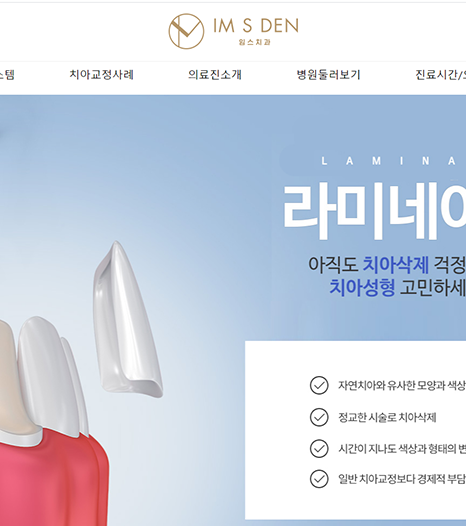 IM S DEN
임스치과
치아교정사례
의료진소개
병원둘러보기
진료시간/
LAMINA
라미네
아직도 치아삭제 걱정
치아성형 고민하세
자연치아와 유사한 모양과 색상
정교한 시술로 치아삭제
시간이 지나도 색상과 형태의 변
일반 치아교정보다 경제적 부담